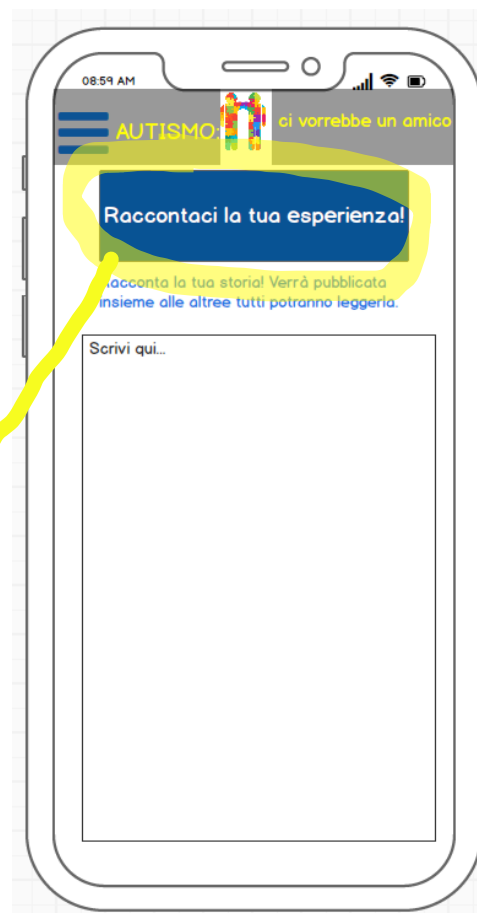 08:59 AM
AUTISMO: ci vorrebbe un amico
Raccontaci la tua esperienza!
Racconta la tua storia! Verrà pubblicata
insieme alle altree tutti potranno leggerla.
Scrivi qui...